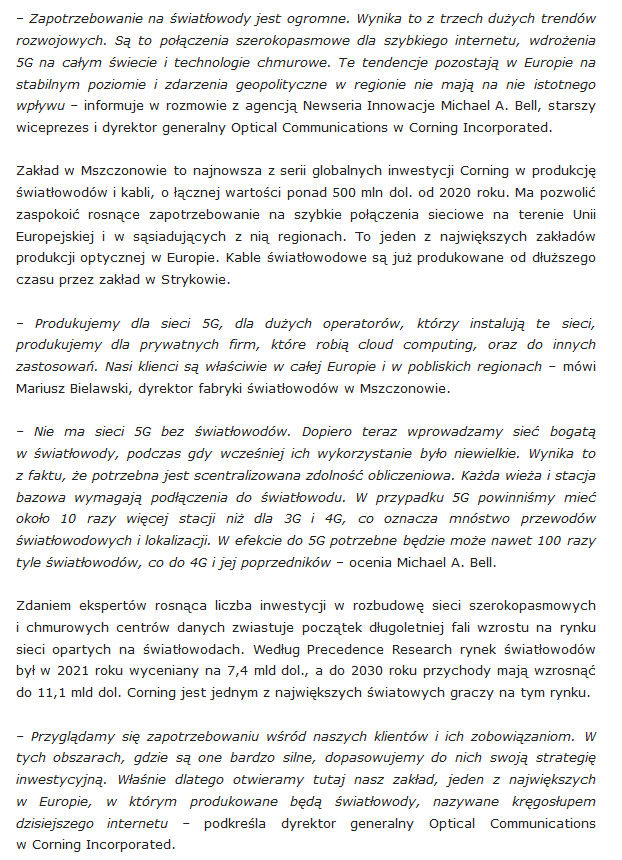 – Zapotrzebowanie na światłowody jest ogromne. Wynika to z trzech dużych trendów
rozwojowych. Są to połączenia szerokopasmowe dla szybkiego internetu, wdrożenia
5G na całym świecie i technologie chmurowe. Te tendencje pozostają w Europie na
stabilnym poziomie i zdarzenia geopolityczne w regionie nie mają na nie istotnego
wpływu – informuje w rozmowie z agencją Newseria Innowacje Michael A. Bell, starszy
wiceprezes i dyrektor generalny Optical Communications w Corning Incorporated.
Zakład w Mszczonowie to najnowsza z serii globalnych inwestycji Corning w produkcję
światłowodów i kabli, o łącznej wartości ponad 500 mln dol. od 2020 roku. Ma pozwolić
zaspokoić rosnące zapotrzebowanie na szybkie połączenia sieciowe na terenie Unii
Europejskiej i w sąsiadujących z nią regionach. To jeden z największych zakładów
produkcji optycznej w Europie. Kable światłowodowe są już produkowane od dłuższego
czasu przez zakład w Strykowie.
– Produkujemy dla sieci 5G, dla dużych operatorów, którzy instalują te sieci,
produkujemy dla prywatnych firm, które robią cloud computing, oraz do innych
zastosowań. Nasi klienci są właściwie w całej Europie i w pobliskich regionach – mówi
Mariusz Bielawski, dyrektor fabryki światłowodów w Mszczonowie.
– Nie ma sieci 5G bez światłowodów. Dopiero teraz wprowadzamy sieć bogatą
w światłowody, podczas gdy wcześniej ich wykorzystanie było niewielkie. Wynika to
z faktu, że potrzebna jest scentralizowana zdolność obliczeniowa. Każda wieża i stacja
bazowa wymagają podłączenia do światłowodu. W przypadku 5G powinniśmy mieć
około 10 razy więcej stacji niż dla 3G i 4G, co oznacza mnóstwo przewodów
światłowodowych i lokalizacji. W efekcie do 5G potrzebne będzie może nawet 100 razy
tyle światłowodów, co do 4G i jej poprzedników – ocenia Michael A. Bell.
Zdaniem ekspertów rosnąca liczba inwestycji w rozbudowę sieci szerokopasmowych
i chmurowych centrów danych zwiastuje początek długoletniej fali wzrostu na rynku
sieci opartych na światłowodach. Według Precedence Research rynek światłowodów
był w 2021 roku wyceniany na 7,4 mld dol., a do 2030 roku przychody mają wzrosnąć
do 11,1 mld dol. Corning jest jednym z największych światowych graczy na tym rynku.
– Przyglądamy się zapotrzebowaniu wśród naszych klientów i ich zobowiązaniom. W
tych obszarach, gdzie są one bardzo silne, dopasowujemy do nich swoją strategię
inwestycyjną. Właśnie dlatego otwieramy tutaj nasz zakład, jeden z największych
w Europie, w którym produkowane będą światłowody, nazywane kręgosłupem
dzisiejszego internetu – podkreśla dyrektor generalny Optical Communications
w Corning Incorporated.